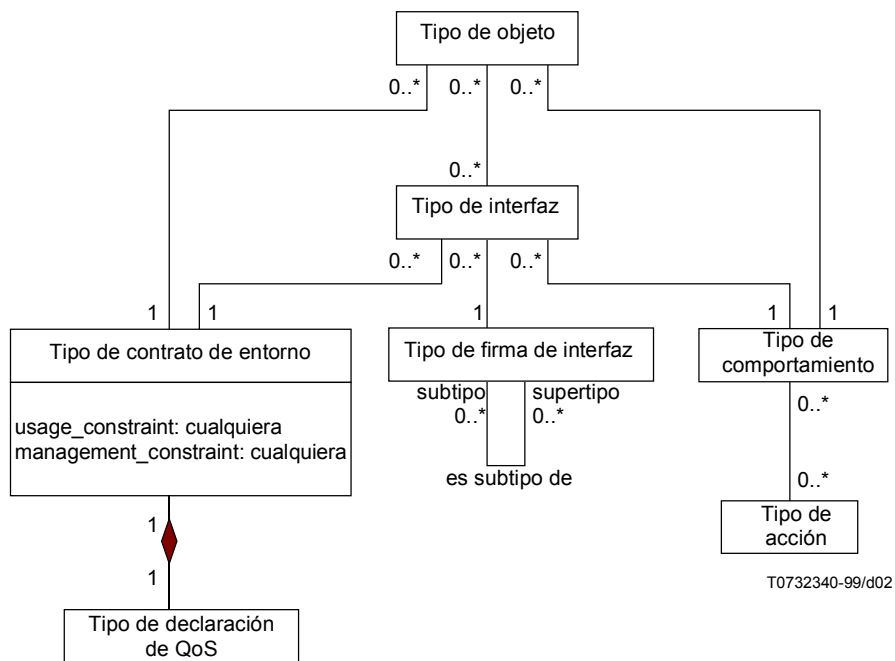 Tipo de objeto
0..* 0..* 0..*
0..*
Tipo de interfaz
0..* 0..* 0..*
1 1 1 1 1
Tipo de contrato de entorno
usage_constraint: cualquiera
management_constraint: cualquiera
Tipo de firma de interfaz
Tipo de
comportamiento
subtipo supertipo
0..* 0..*
es subtipo de
0..*
0..*
Tipo de
acción
1
1
Tipo de declaración
de QoS
T0732340-99/d02